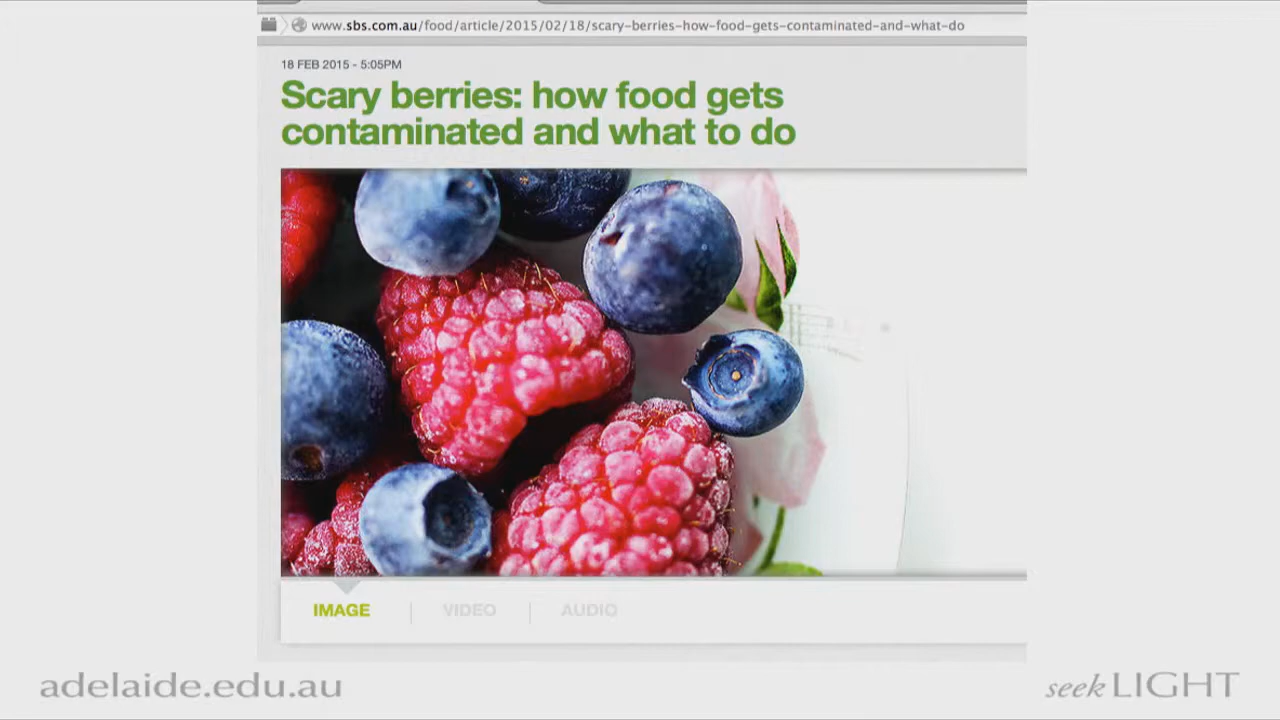 www.sbs.com.au/food/article/2015/02/18/scary-berries-how-food-gets-contaminated-and-what-do
18 FEB 2015 - 5:05PM
Scary berries: how food gets
contaminated and what to do
IMAGE
VIDEO
AUDIO
adelaide.edu.au
seek LIGHT